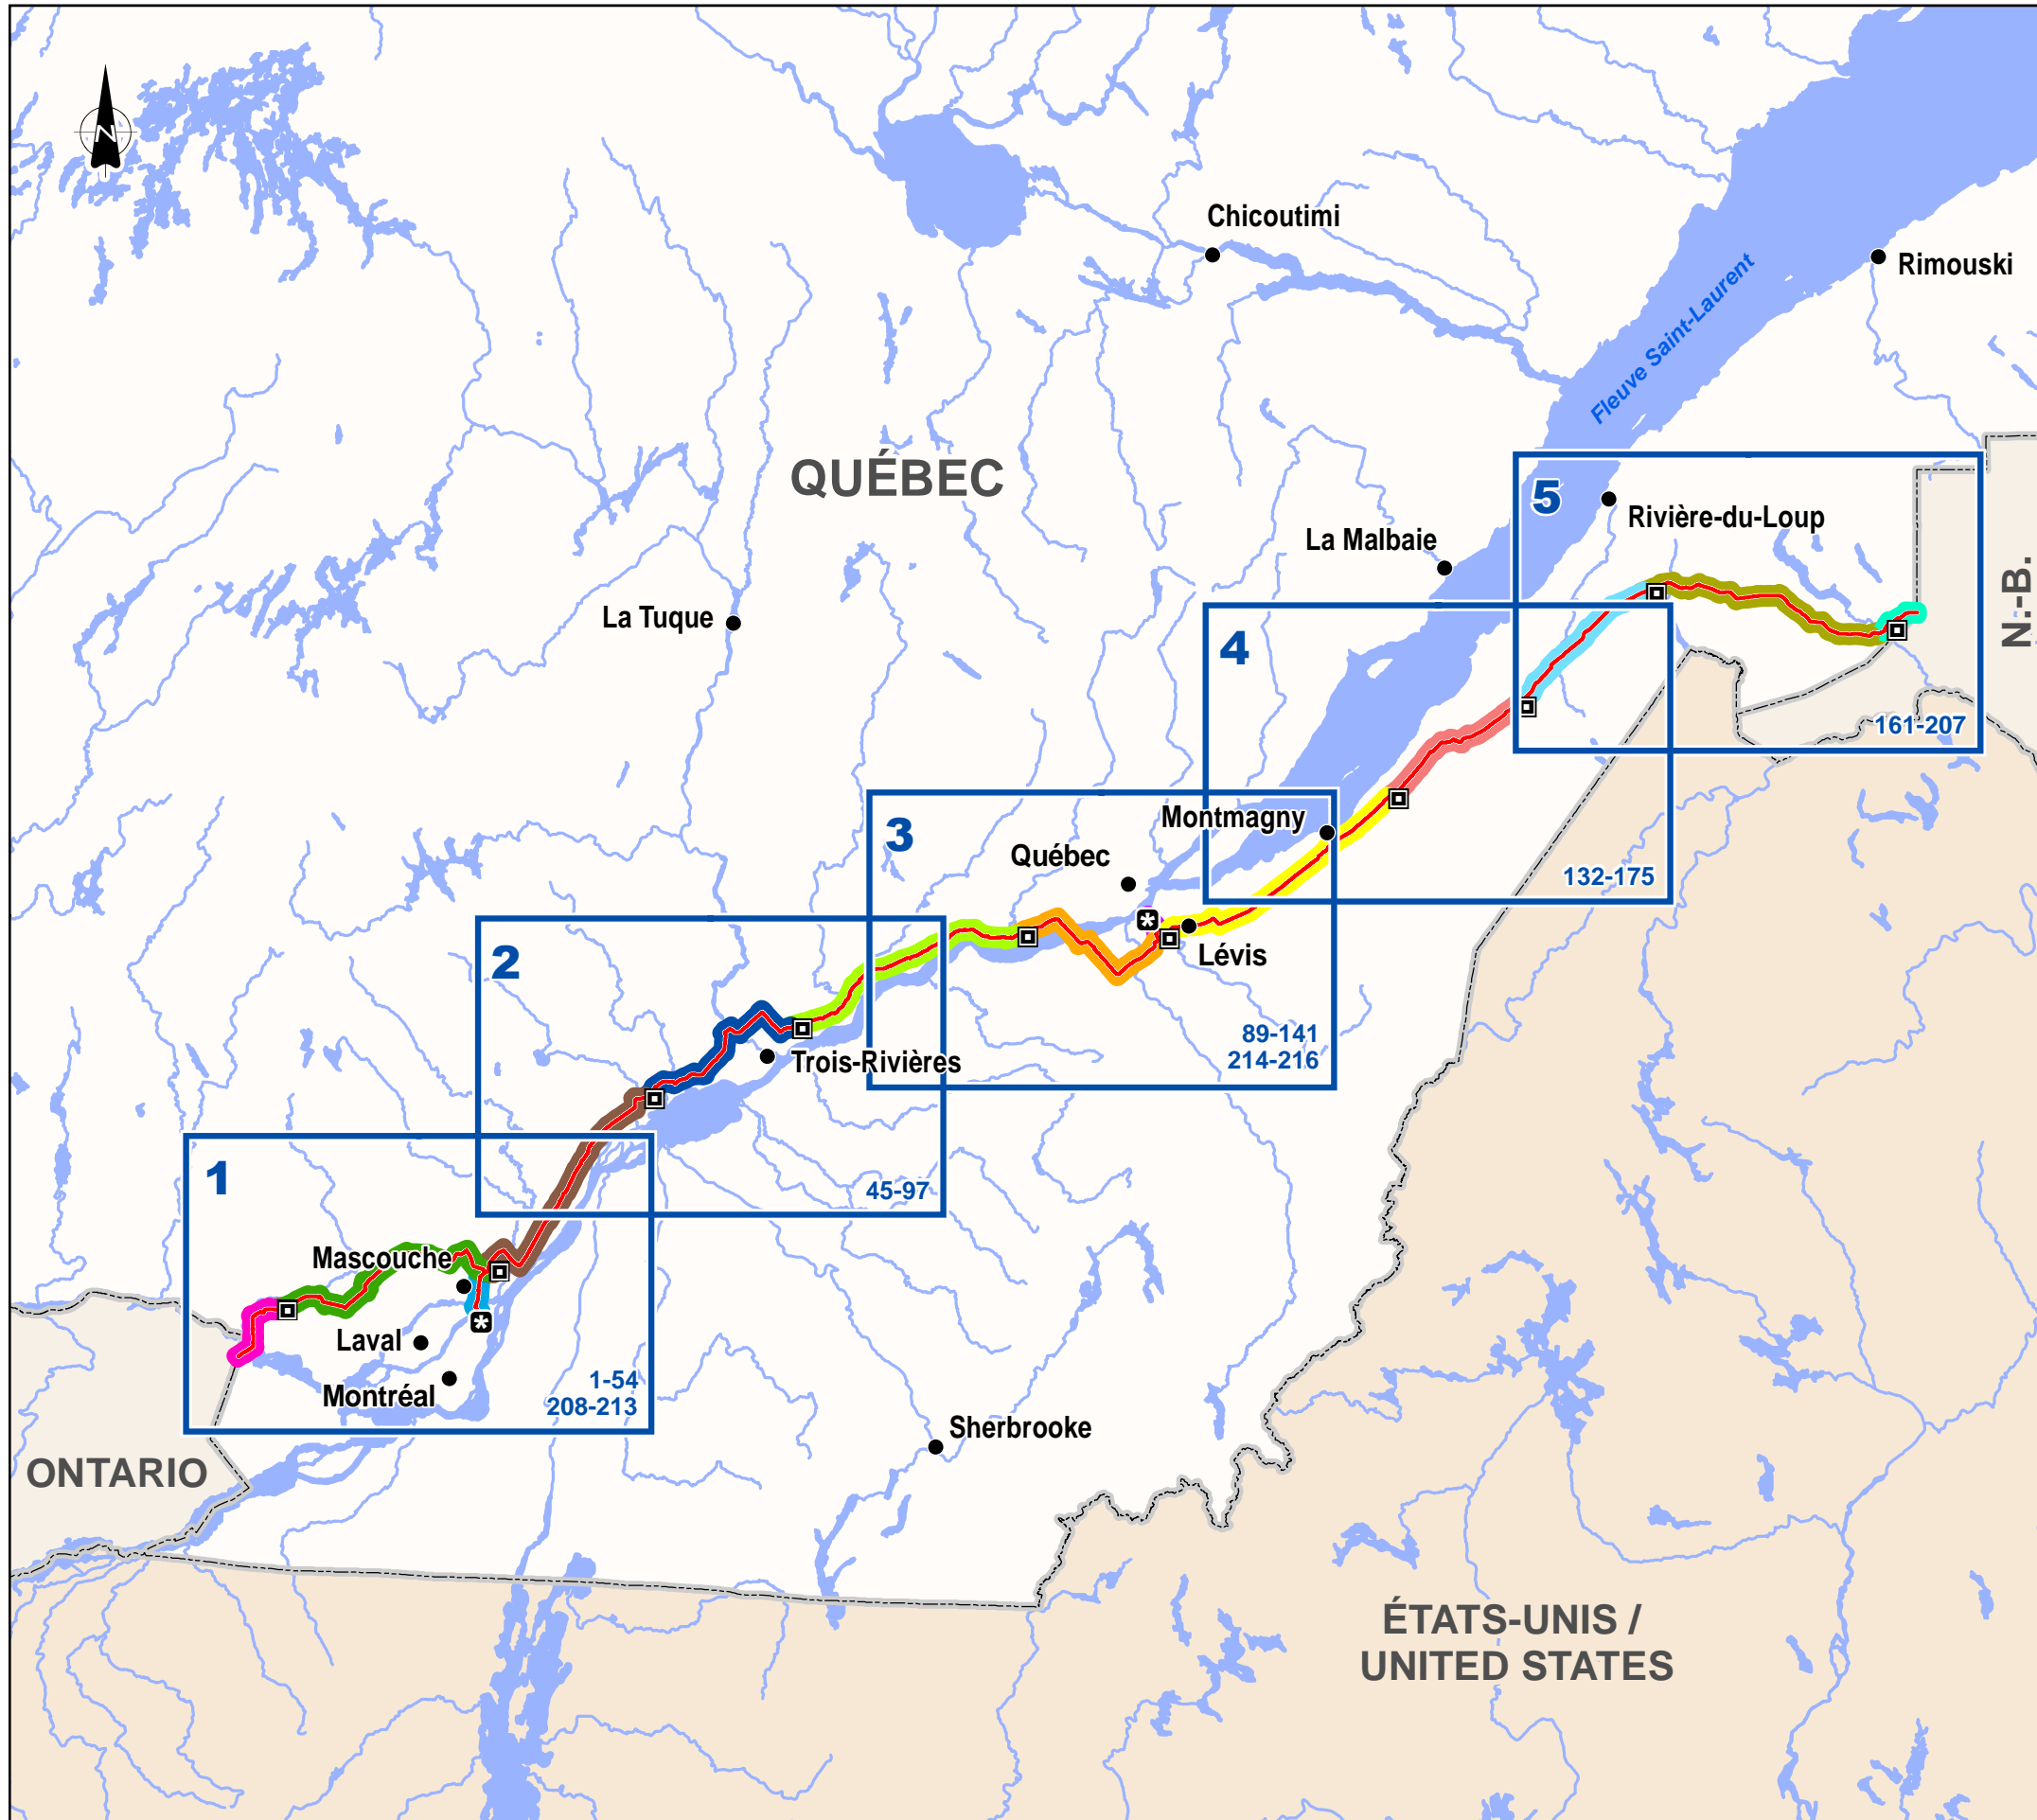 N
Chicoutimi
Rimouski
Fleuve Saint-Laurent
QUÉBEC
5
Rivière-du-Loup
La Malbaie
N.-B.
La Tuque
4
161-207
Montmagny
3
Québec
132-175
Lévis
2
89-141
214-216
Trois-Rivières
1
45-97
Mascouche
Laval
Montréal
1-54
208-213
Sherbrooke
ONTARIO
ÉTATS-UNIS /
UNITED STATES